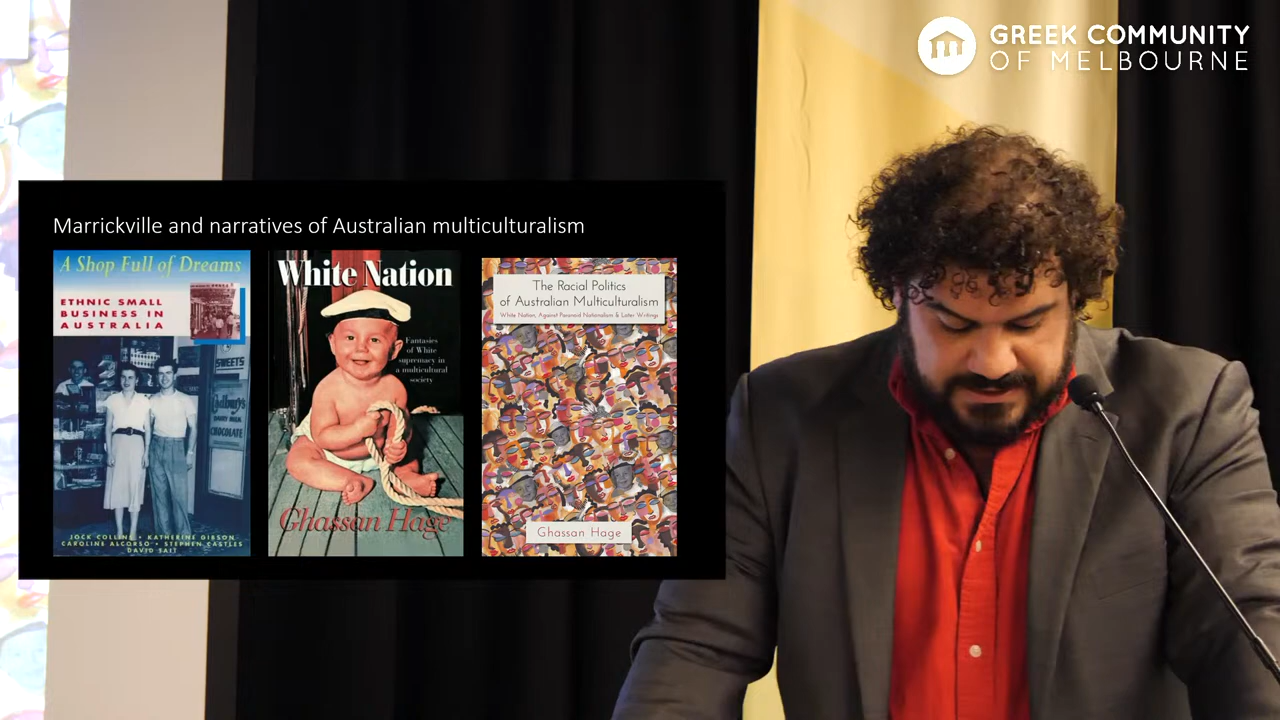 GREEK COMMUNITY
OF MELBOURNE
Marrickville and narratives of Australian multiculturalism
A Shop Full of Dreams
ETHNIC SMALL
BUSINESS IN
AUSTRALIA
SWEETS
Cadbury's
DAIRY MILK
CHOCOLATE
JOCK COLLINS • KATHERINE GIBSON
CAROLINE ALCORSO • STEPHEN CASTLES
DAVID TAIT
White Nation
Fantasies
of White
supremacy in
a multicultural
society
Ghassan Hage
The Racial Politics
of Australian Multiculturalism
White Nation, Against Paranoid Nationalism & Later Writings
Ghassan Hage